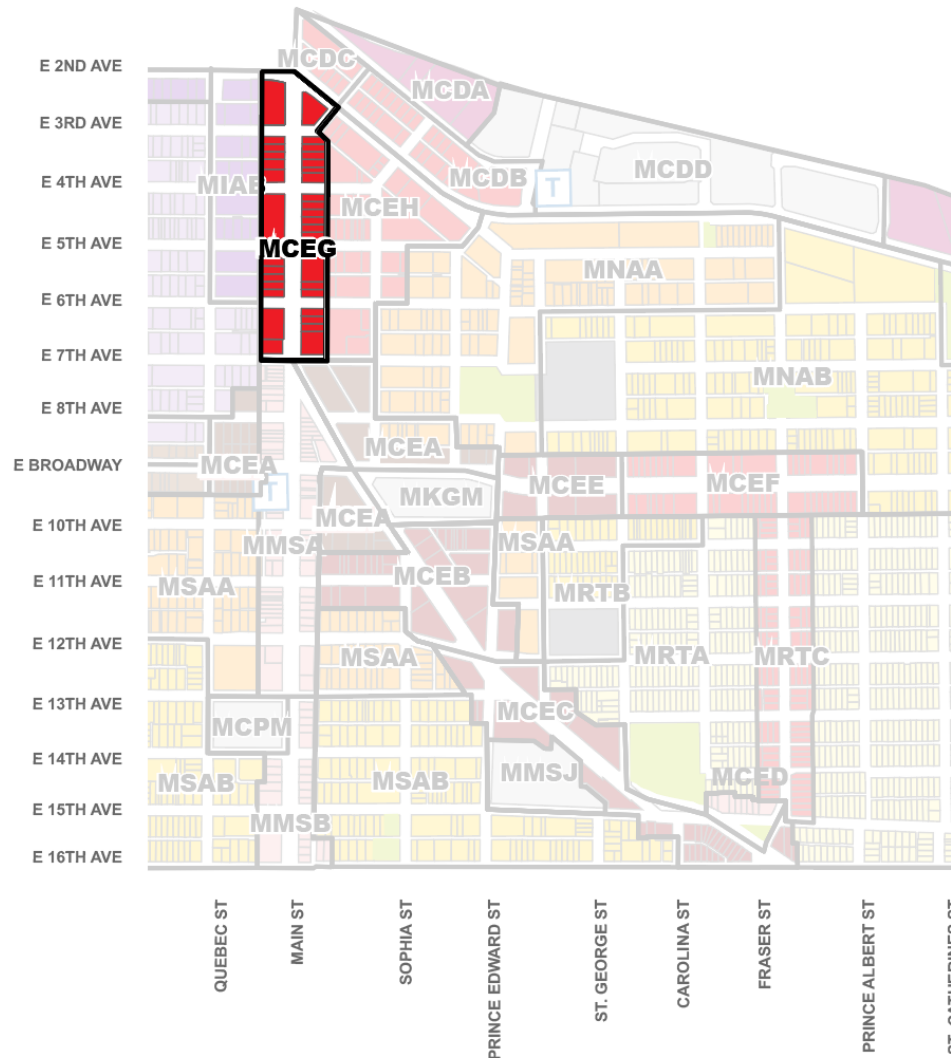 E 2ND AVE
MCDC
MCDA
E 3RD AVE
MCDD
E 4TH AVE
MIAB
MCDB
T
MCEH
E 5TH AVE
MCEG
MNAA
E 6TH AVE
E 7TH AVE
MNAB
E 8TH AVE
MCEA
E BROADWAY
MCEA
MCEE
MCEF
T
MKGM
E 10TH AVE
MCEA
MMSA
MSAA
E 11TH AVE
MCEB
MSAA
MRTB
E 12TH AVE
MSAA
MRTA
MRTC
E 13TH AVE
MCPM
MCEC
E 14TH AVE
MSAB
MSAB
MMSJ
MCED
E 15TH AVE
MMSB
E 16TH AVE
QUEBEC ST
MAIN ST
SOPHIA ST
PRINCE EDWARD ST
ST. GEORGE ST
CAROLINA ST
FRASER ST
PRINCE ALBERT ST
ST. CATHERINES ST